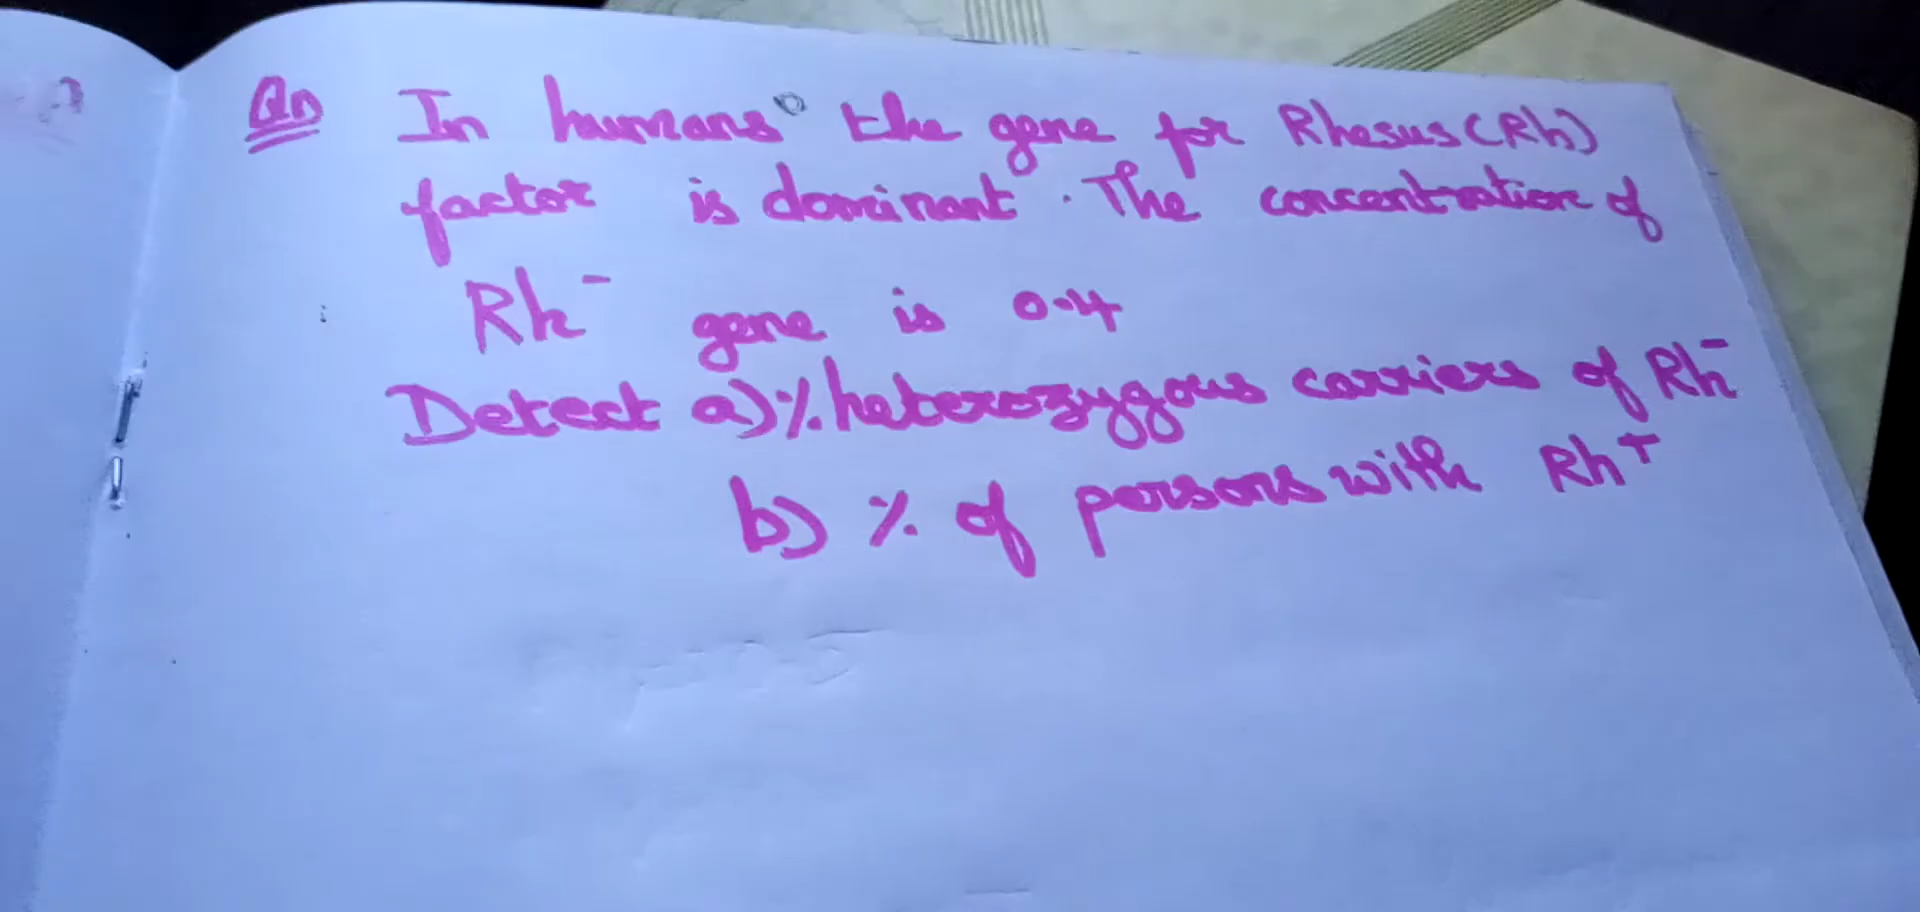 Qn In humans the gene for Rhesus (Rh)
factor is dominant. The concentration of
Rh⁻ gene is 0.4
Detect a) % heterozygous carriers of Rh⁻
b) % of persons with Rh⁺